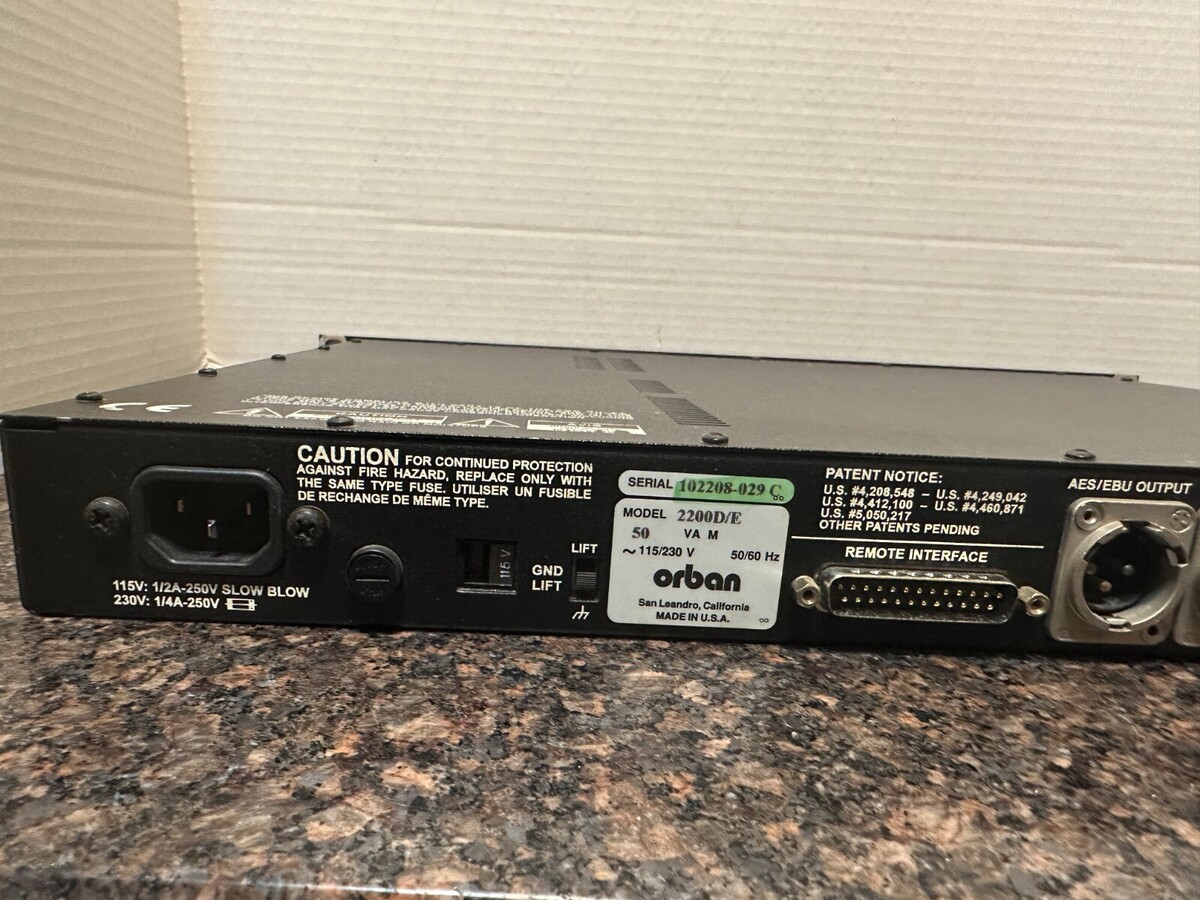 CE
CAUTION
CAUTION FOR CONTINUED PROTECTION
AGAINST FIRE HAZARD, REPLACE ONLY WITH
THE SAME TYPE FUSE. UTILISER UN FUSIBLE
DE RECHANGE DE MÊME TYPE.
115V: 1/2A-250V SLOW BLOW
230V: 1/4A-250V
115 V
LIFT
GND
LIFT
SERIAL 102208-029 C
MODEL 2200D/E
50 VA M
~ 115/230 V 50/60 Hz
orban
San Leandro, California
MADE IN U.S.A.
PATENT NOTICE:
U.S. #4,208,548 – U.S. #4,249,042
U.S. #4,412,100 – U.S. #4,460,871
U.S. #5,050,217
OTHER PATENTS PENDING
REMOTE INTERFACE
AES/EBU OUTPUT